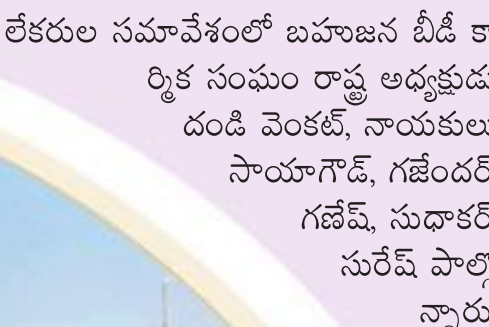 లేకరుల సమావేశంలో బహుజన బీడీ కా
ర్మిక సంఘం రాష్ట్ర అధ్యక్షుడు
దండి వెంకట్, నాయకులు
సాయాగౌడ్, గజేందర్
గణేష్, సుధాకర్
సురేష్ పాల్గొ
న్నారు